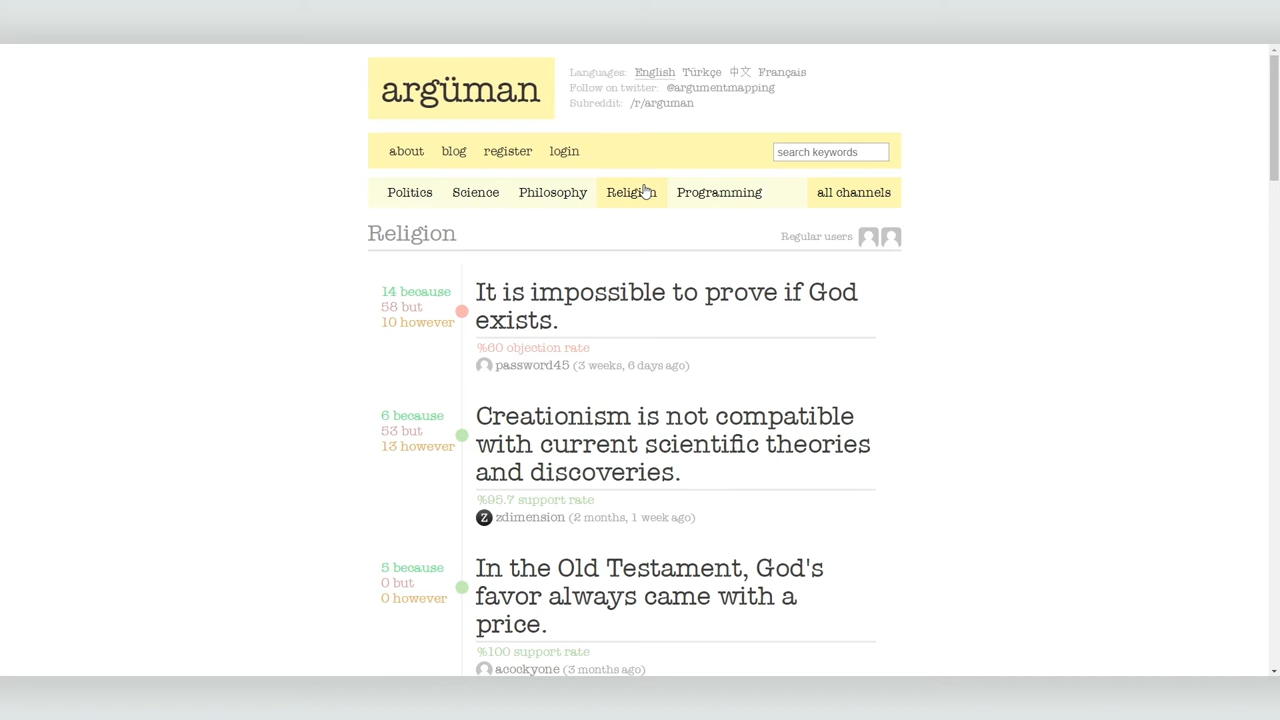 argüman
Languages: English Türkçe 中文 Français
Follow on twitter: @argumentmapping
Subreddit: /r/arguman
about blog register login
search keywords
Politics Science Philosophy Religion Programming all channels
Religion
Regular users
14 because
58 but
10 however
It is impossible to prove if God
exists.
%60 objection rate
password45 (3 weeks, 6 days ago)
6 because
53 but
13 however
Creationism is not compatible
with current scientific theories
and discoveries.
%95.7 support rate
Z zdimension (2 months, 1 week ago)
5 because
0 but
0 however
In the Old Testament, God's
favor always came with a
price.
%100 support rate
acockyone (3 months ago)